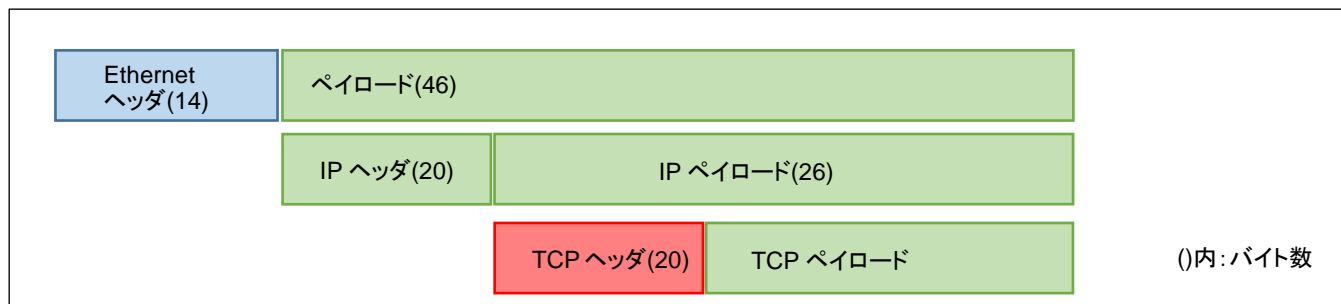 Ethernet
ヘッダ(14)
ペイロード(46)
IP ヘッダ(20)
IP ペイロード(26)
TCP ヘッダ(20)
TCP ペイロード
()内：バイト数